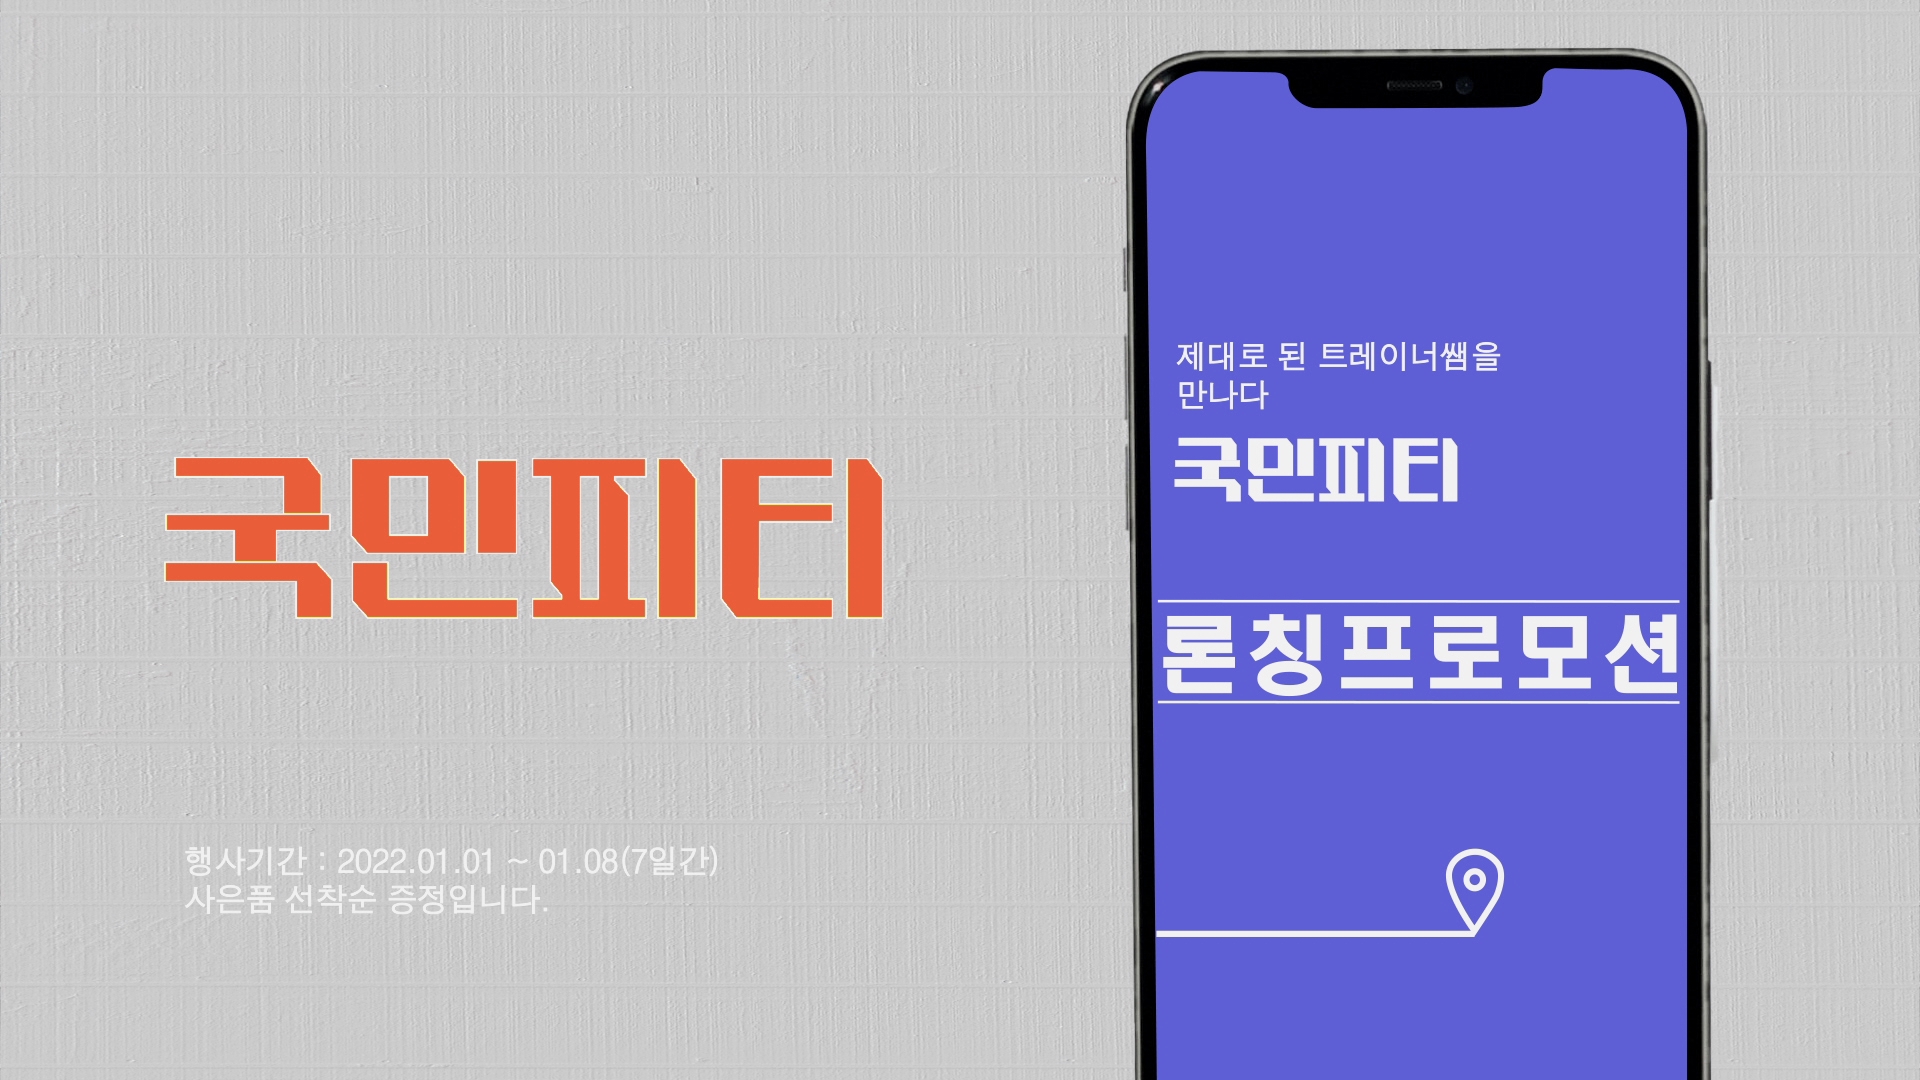 국민피티
행사기간 : 2022.01.01 ~ 01.08(7일간)
사은품 선착순 증정입니다.
제대로 된 트레이너쌤을
만나다
국민피티
론칭프로모션